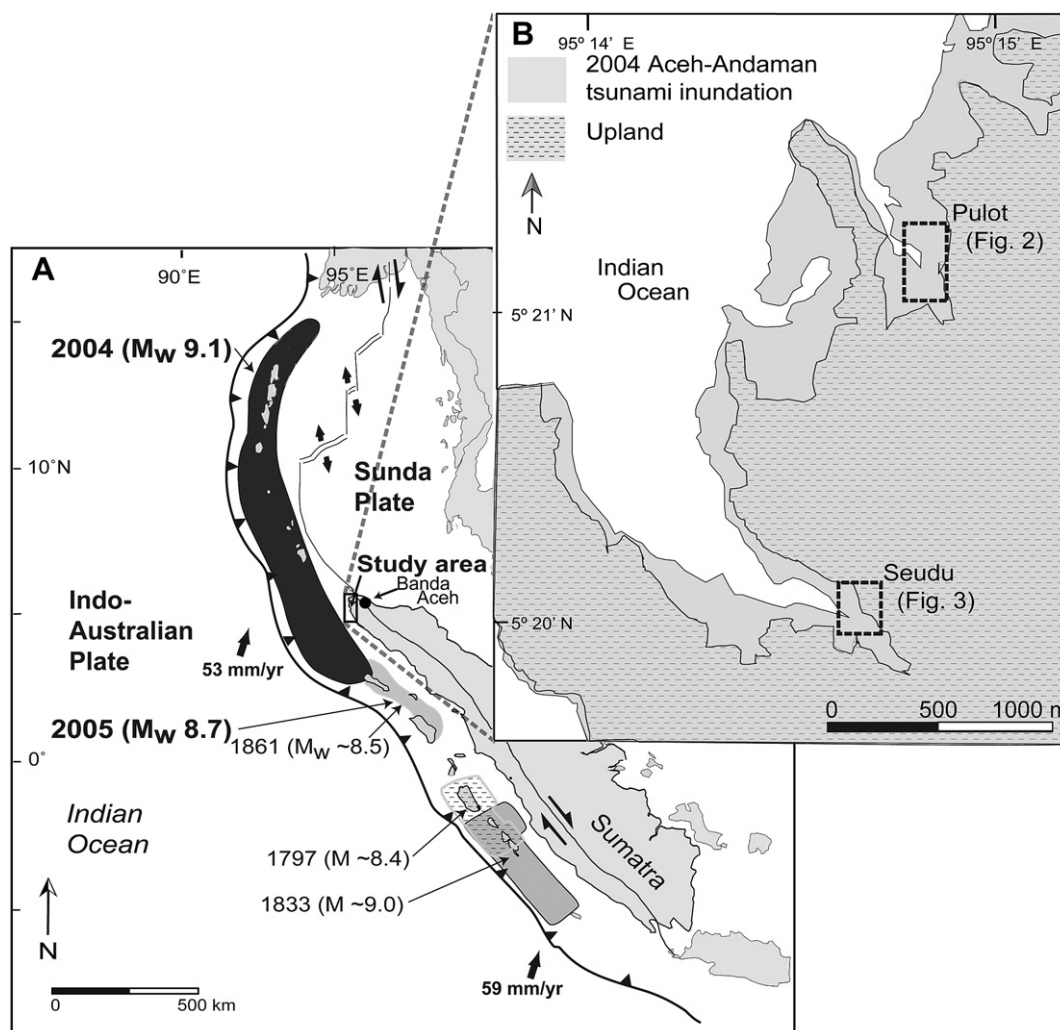 A
90°E
95°E
2004 (Mw 9.1)
10°N
Sunda
Plate
Study area
Banda
Aceh
Indo-
Australian
Plate
53 mm/yr
2005 (Mw 8.7)
1861 (Mw ~8.5)
0°
Indian
Ocean
1797 (M ~8.4)
1833 (M ~9.0)
Sumatra
N
0 500 km
59 mm/yr
B
95° 14’ E
95° 15’ E
2004 Aceh-Andaman
tsunami inundation
Upland
N
Pulot
(Fig. 2)
Indian
Ocean
5° 21’ N
Seudu
(Fig. 3)
5° 20’ N
0 500 1000 m